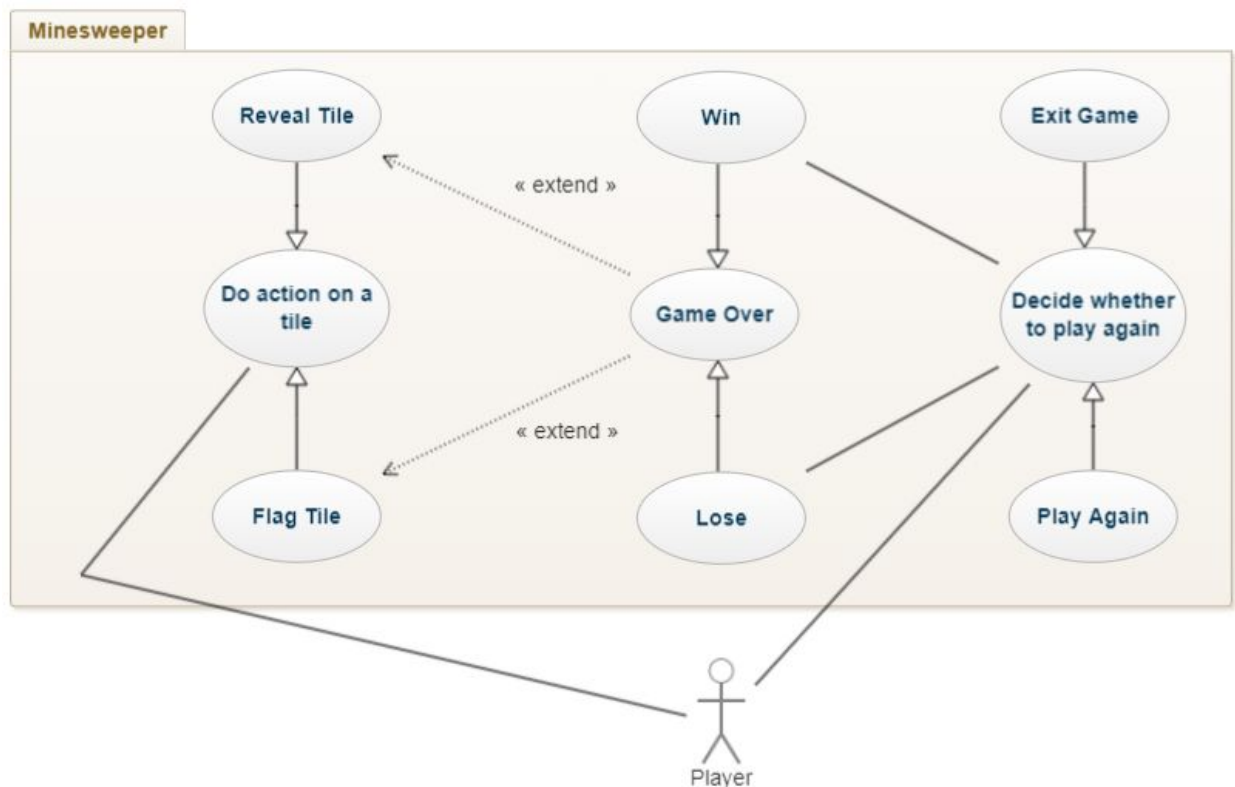 Minesweeper
Reveal Tile
Win
Exit Game
« extend »
Do action on a
tile
Game Over
Decide whether
to play again
« extend »
Flag Tile
Lose
Play Again
Player